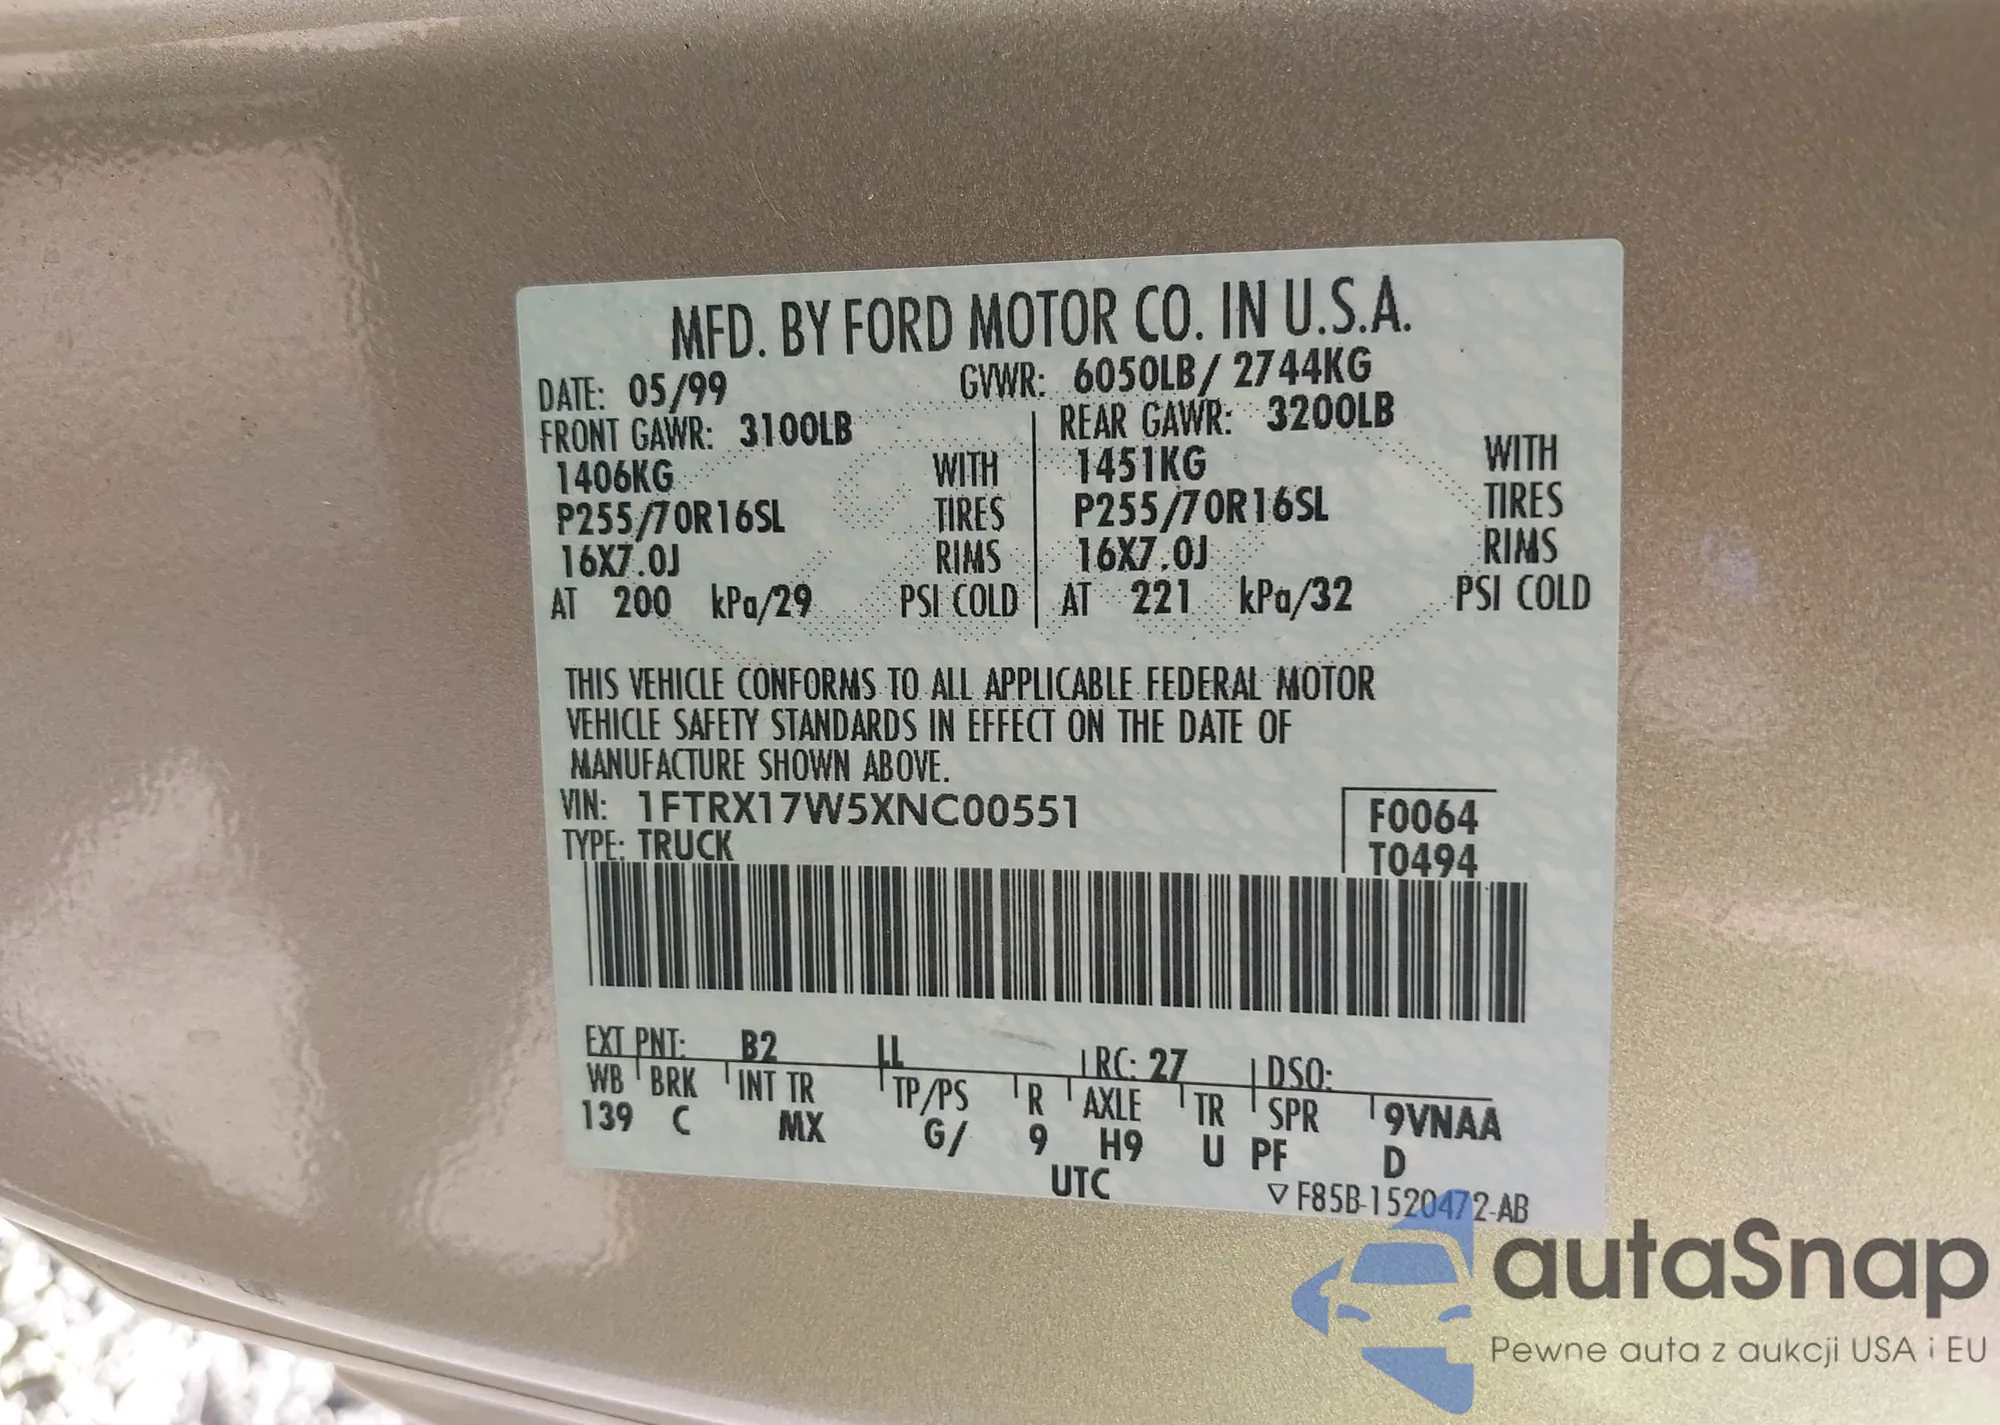 MFD. BY FORD MOTOR CO. IN U.S.A.
DATE: 05/99 GVWR: 6050LB/ 2744KG
FRONT GAWR: 3100LB REAR GAWR: 3200LB
1406KG WITH 1451KG WITH
P255/70R16SL TIRES P255/70R16SL TIRES
16X7.0J RIMS 16X7.0J RIMS
AT 200 kPa/29 PSI COLD AT 221 kPa/32 PSI COLD
THIS VEHICLE CONFORMS TO ALL APPLICABLE FEDERAL MOTOR
VEHICLE SAFETY STANDARDS IN EFFECT ON THE DATE OF
MANUFACTURE SHOWN ABOVE.
VIN: 1FTRX17W5XNC00551 F0064
TYPE: TRUCK T0494
EXT PNT: B2 LL RC: 27 DSO:
WB BRK INT TR TP/PS R AXLE TR SPR 9VNAA
139 C MX G/ 9 H9 U PF D
UTC ▽F85B-1520472-AB
autaSnap
Pewne auta z aukcji USA i EU